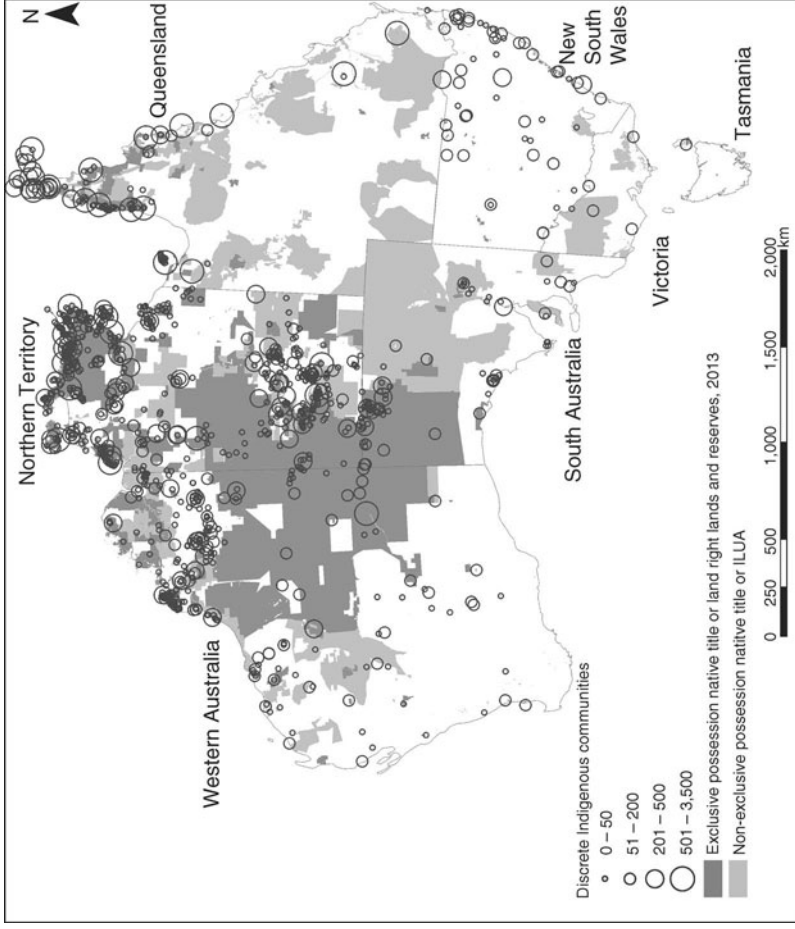 N
Northern Territory
Queensland
Western Australia
South Australia
New
South
Wales
Victoria
Tasmania
Discrete Indigenous communities
0 – 50
51 – 200
201 – 500
501 – 3,500
Exclusive possession native title or land right lands and reserves, 2013
Non-exclusive possession native title or ILUA
0 250 500 1,000 1,500 2,000
km